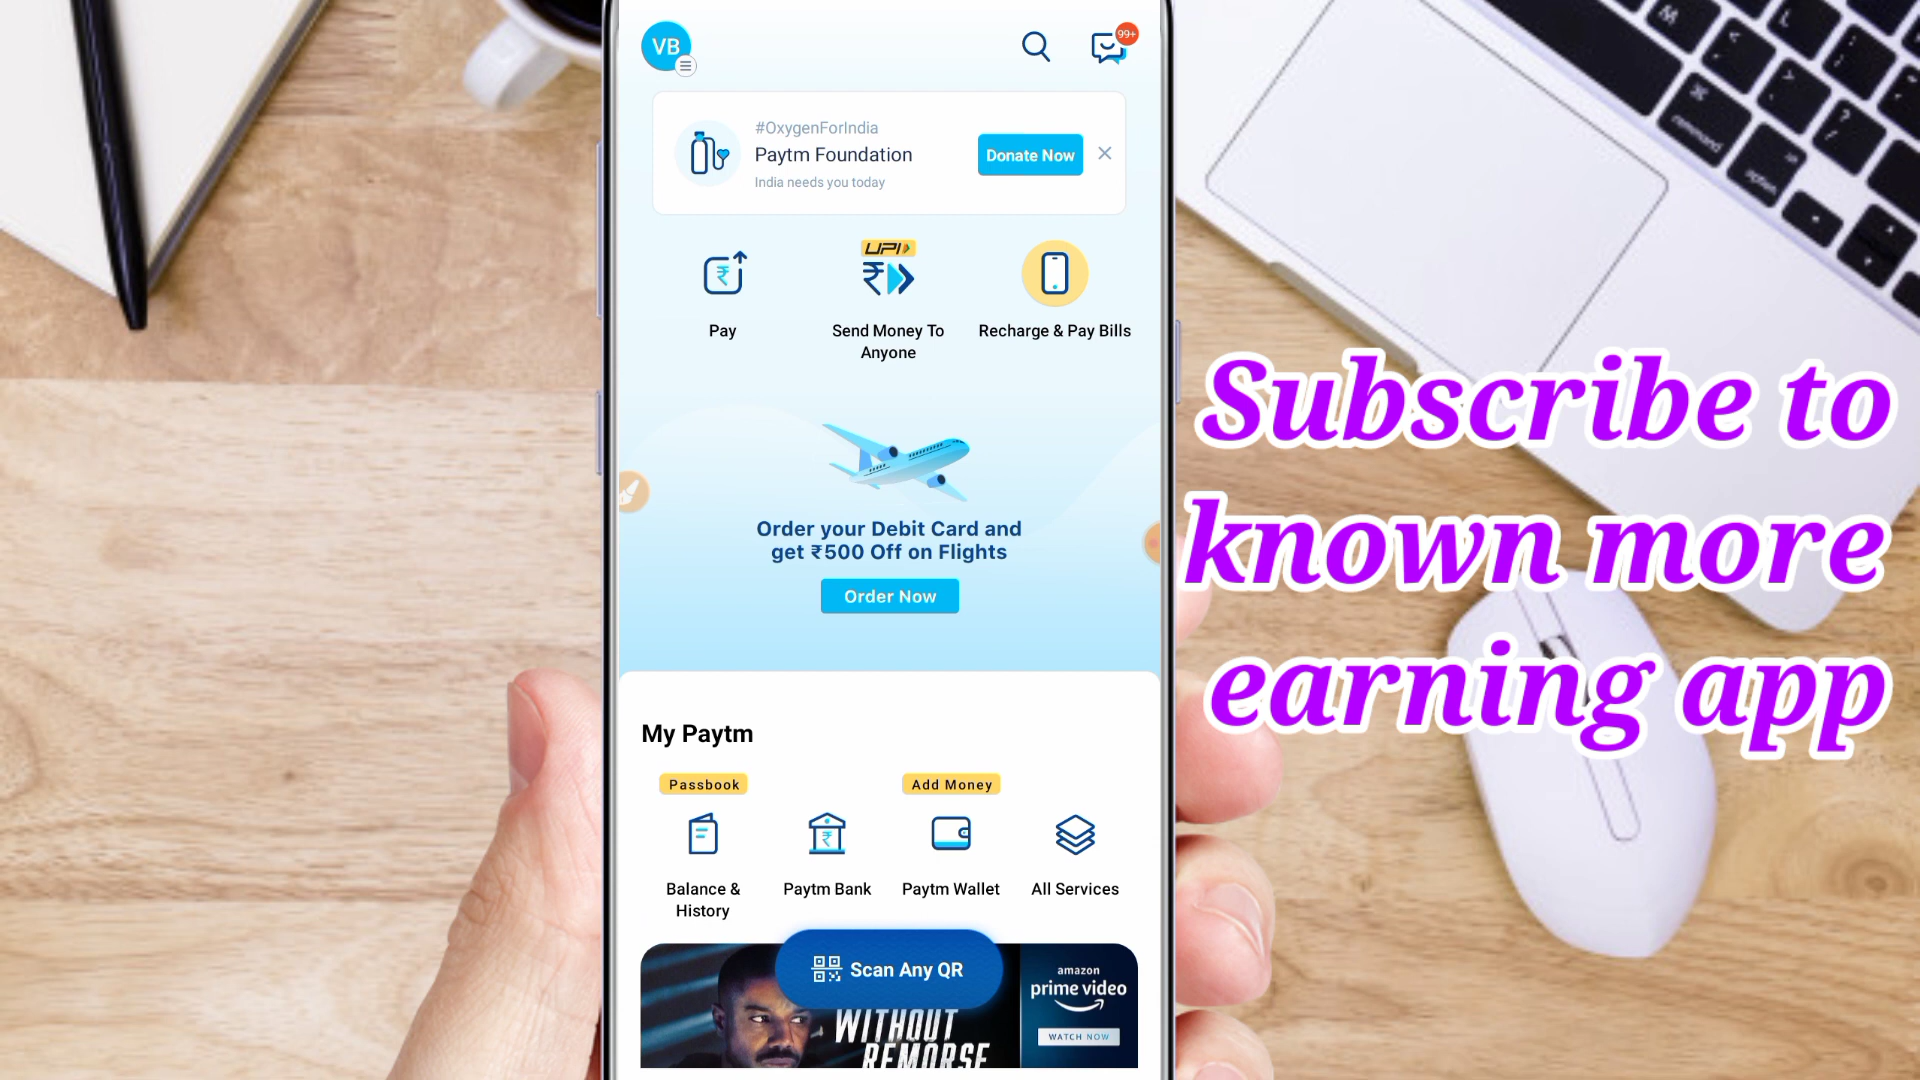 VB
99+
#OxygenForIndia
Paytm Foundation
India needs you today
Donate Now
UPI
Pay
Send Money To
Anyone
Recharge & Pay Bills
Order your Debit Card and
get ₹500 Off on Flights
Order Now
My Paytm
Passbook
Add Money
Balance &
History
Paytm Bank
Paytm Wallet
All Services
Scan Any QR
WITHOUT
REMORSE
amazon
prime video
WATCH NOW
Subscribe to
known more
earning app
M
L
<
>
:
;
"
?
/
⌘
command
option